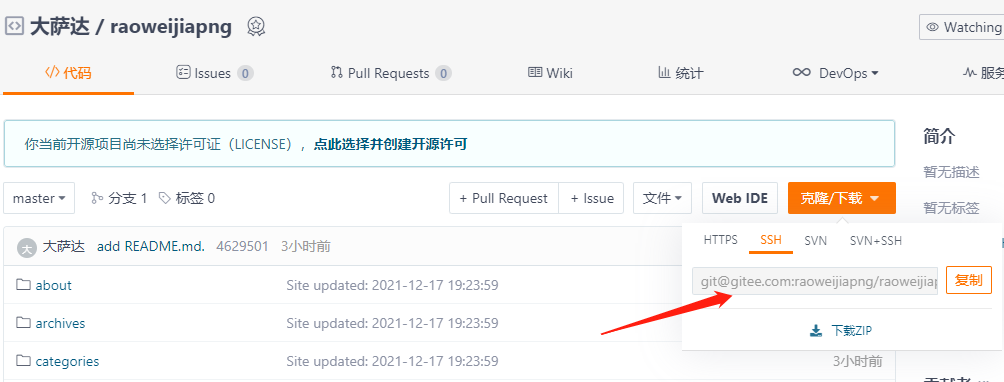 大萨达 / raoweijiapng
Watching
代码 Issues 0 Pull Requests 0 Wiki 统计 DevOps 服务
你当前开源项目尚未选择许可证（LICENSE），点此选择并创建开源许可
简介
暂无描述
暂无标签
master 分支 1 标签 0 + Pull Request + Issue 文件 Web IDE 克隆/下载
HTTPS SSH SVN SVN+SSH
git@gitee.com:raoweijiapng/raoweijiap 复制
下载ZIP
大 大萨达 add README.md. 4629501 3小时前
about Site updated: 2021-12-17 19:23:59
archives Site updated: 2021-12-17 19:23:59
categories Site updated: 2021-12-17 19:23:59 3小时前